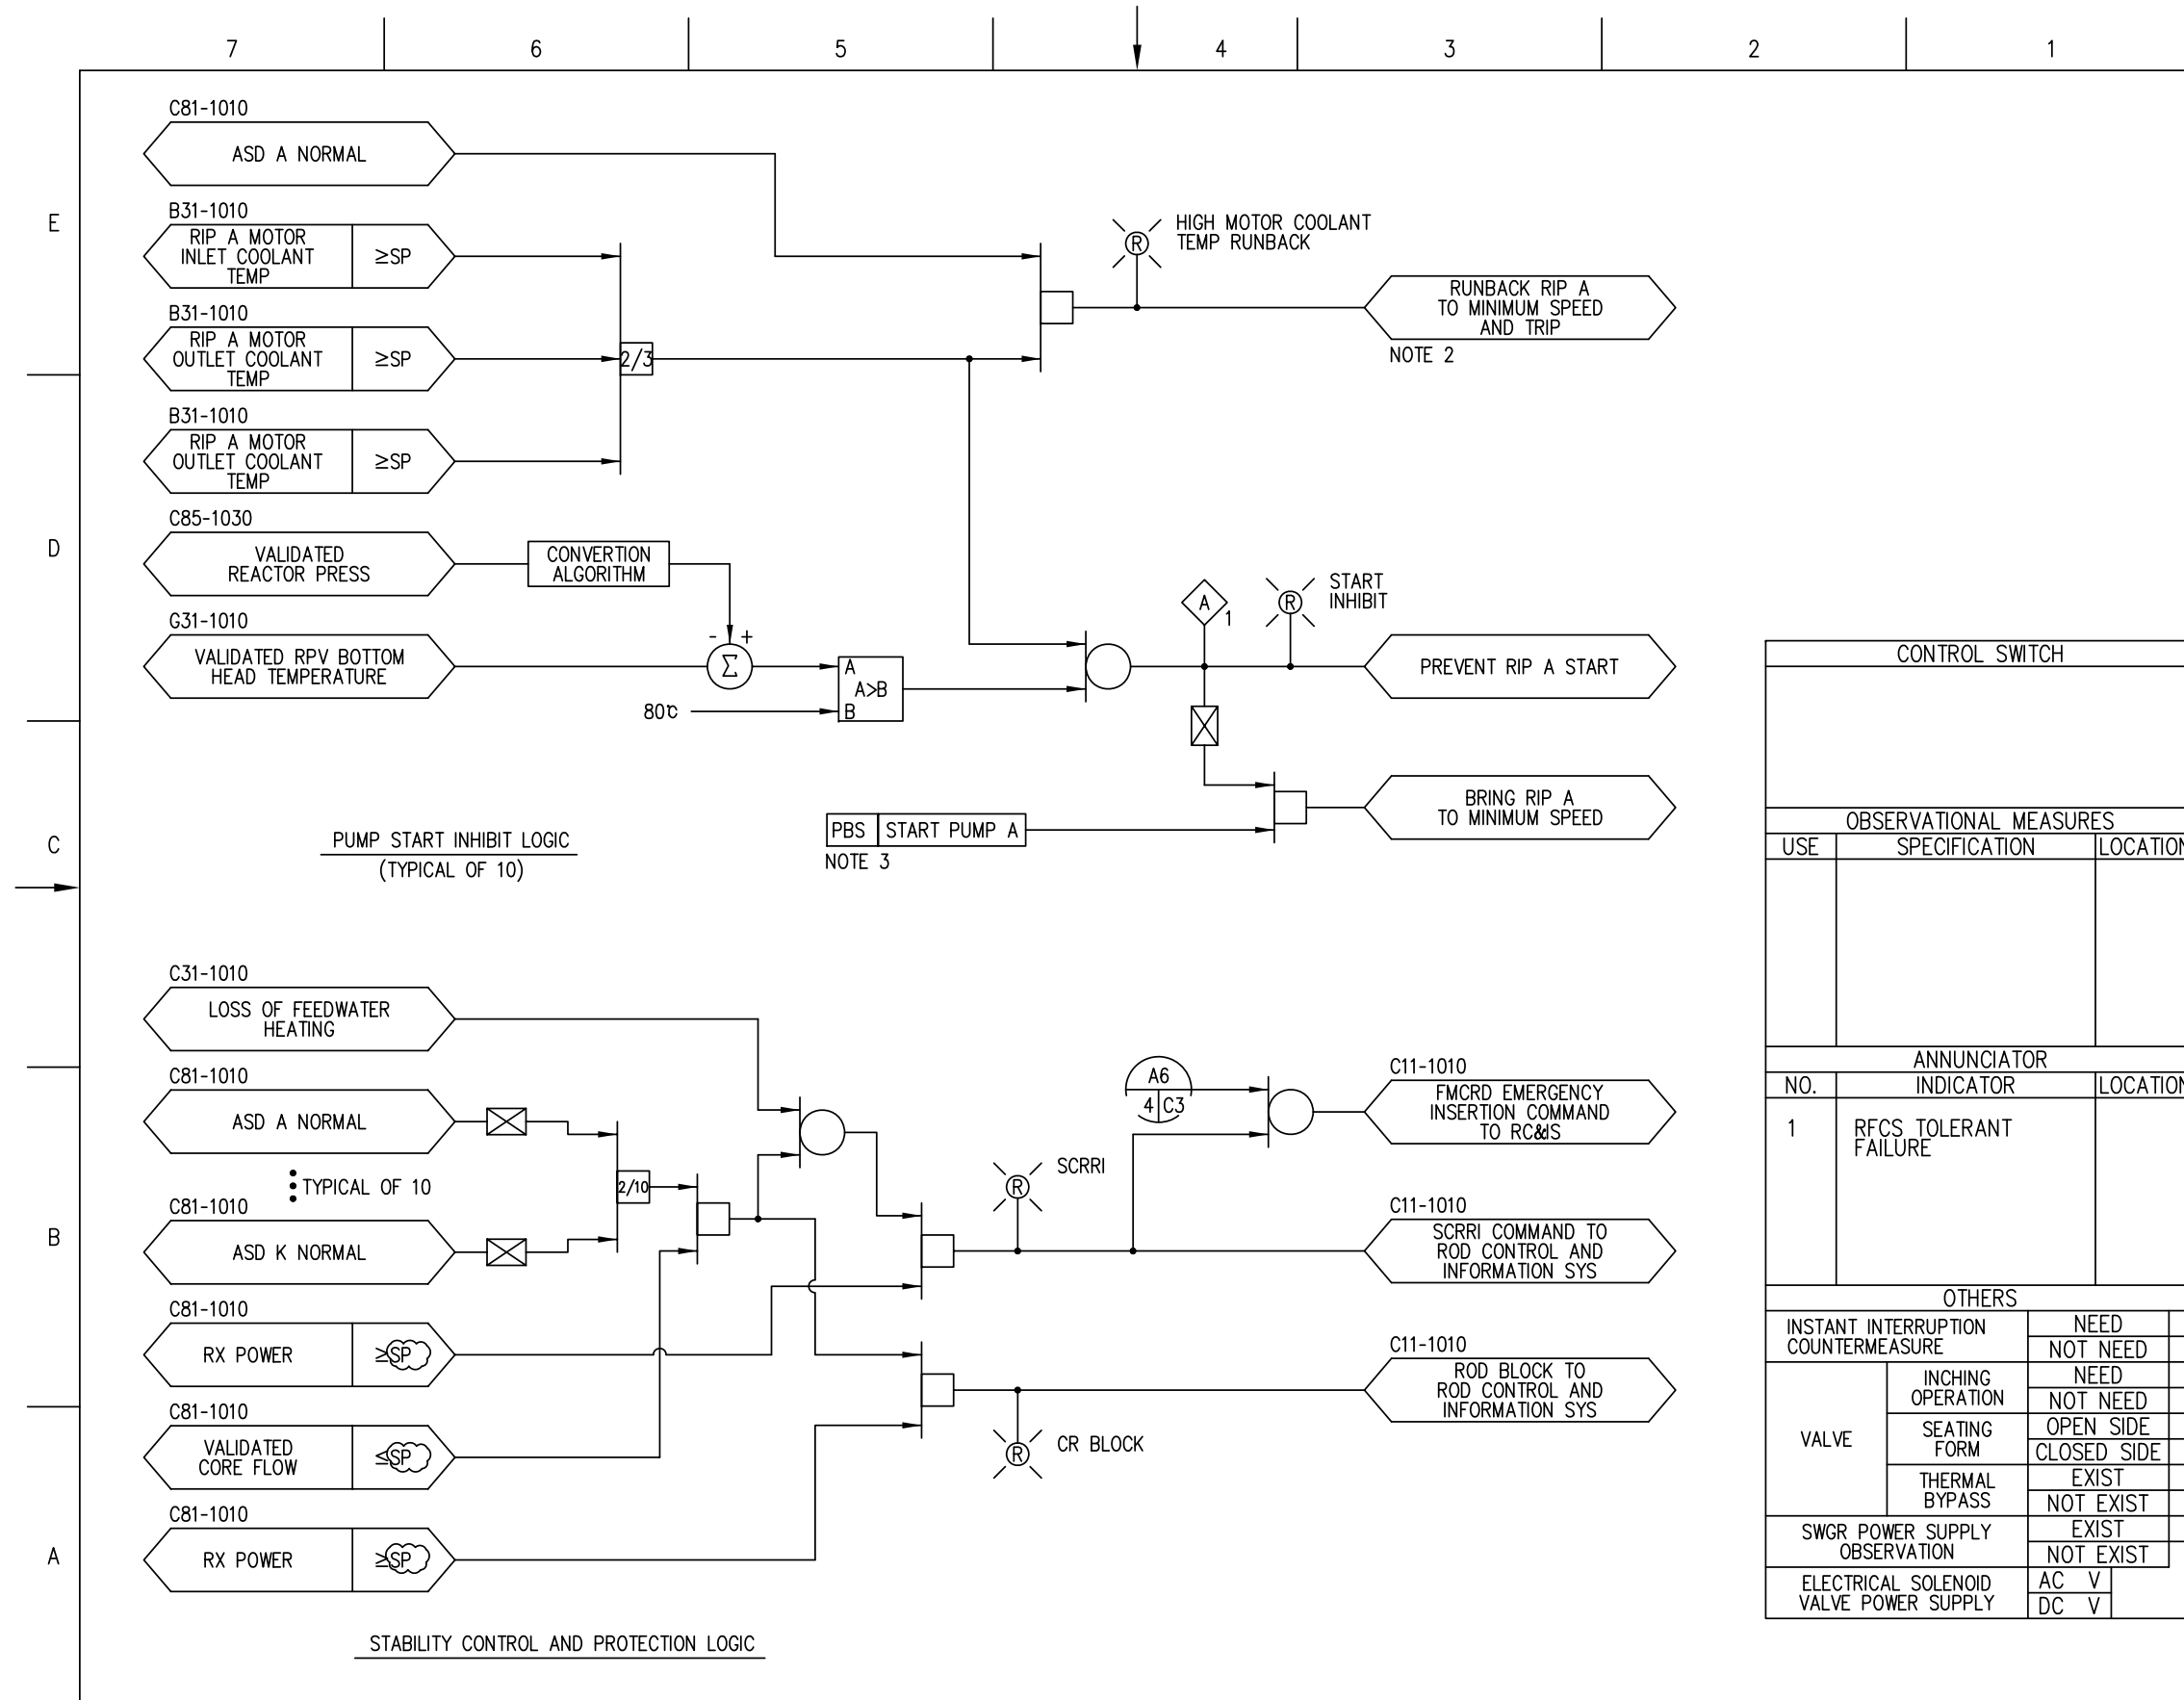 7 6 5 4 3 2 1
E
D
C
B
A
C81-1010
ASD A NORMAL
B31-1010
RIP A MOTOR
INLET COOLANT
TEMP
≥SP
B31-1010
RIP A MOTOR
OUTLET COOLANT
TEMP
≥SP
B31-1010
RIP A MOTOR
OUTLET COOLANT
TEMP
≥SP
2/3
R
HIGH MOTOR COOLANT
TEMP RUNBACK
RUNBACK RIP A
TO MINIMUM SPEED
AND TRIP
NOTE 2
C85-1030
VALIDATED
REACTOR PRESS
CONVERTION
ALGORITHM
G31-1010
VALIDATED RPV BOTTOM
HEAD TEMPERATURE
- +
Σ
A
A>B
B
80℃
A
1
R
START
INHIBIT
PREVENT RIP A START
BRING RIP A
TO MINIMUM SPEED
PBS START PUMP A
NOTE 3
PUMP START INHIBIT LOGIC
(TYPICAL OF 10)
C31-1010
LOSS OF FEEDWATER
HEATING
C81-1010
ASD A NORMAL
TYPICAL OF 10
C81-1010
ASD K NORMAL
2/10
C81-1010
RX POWER
≥SP
C81-1010
VALIDATED
CORE FLOW
≤SP
C81-1010
RX POWER
≥SP
A6
4 C3
R
SCRRI
R
CR BLOCK
C11-1010
FMCRD EMERGENCY
INSERTION COMMAND
TO RC&IS
C11-1010
SCRRI COMMAND TO
ROD CONTROL AND
INFORMATION SYS
C11-1010
ROD BLOCK TO
ROD CONTROL AND
INFORMATION SYS
STABILITY CONTROL AND PROTECTION LOGIC
CONTROL SWITCH
OBSERVATIONAL MEASURES
USE SPECIFICATION LOCATION
ANNUNCIATOR
NO. INDICATOR LOCATION
1 RFCS TOLERANT
FAILURE
OTHERS
INSTANT INTERRUPTION
COUNTERMEASURE
NEED
NOT NEED
VALVE
INCHING
OPERATION
NEED
NOT NEED
SEATING
FORM
OPEN SIDE
CLOSED SIDE
THERMAL
BYPASS
EXIST
NOT EXIST
SWGR POWER SUPPLY
OBSERVATION
EXIST
NOT EXIST
ELECTRICAL SOLENOID
VALVE POWER SUPPLY
AC V
DC V